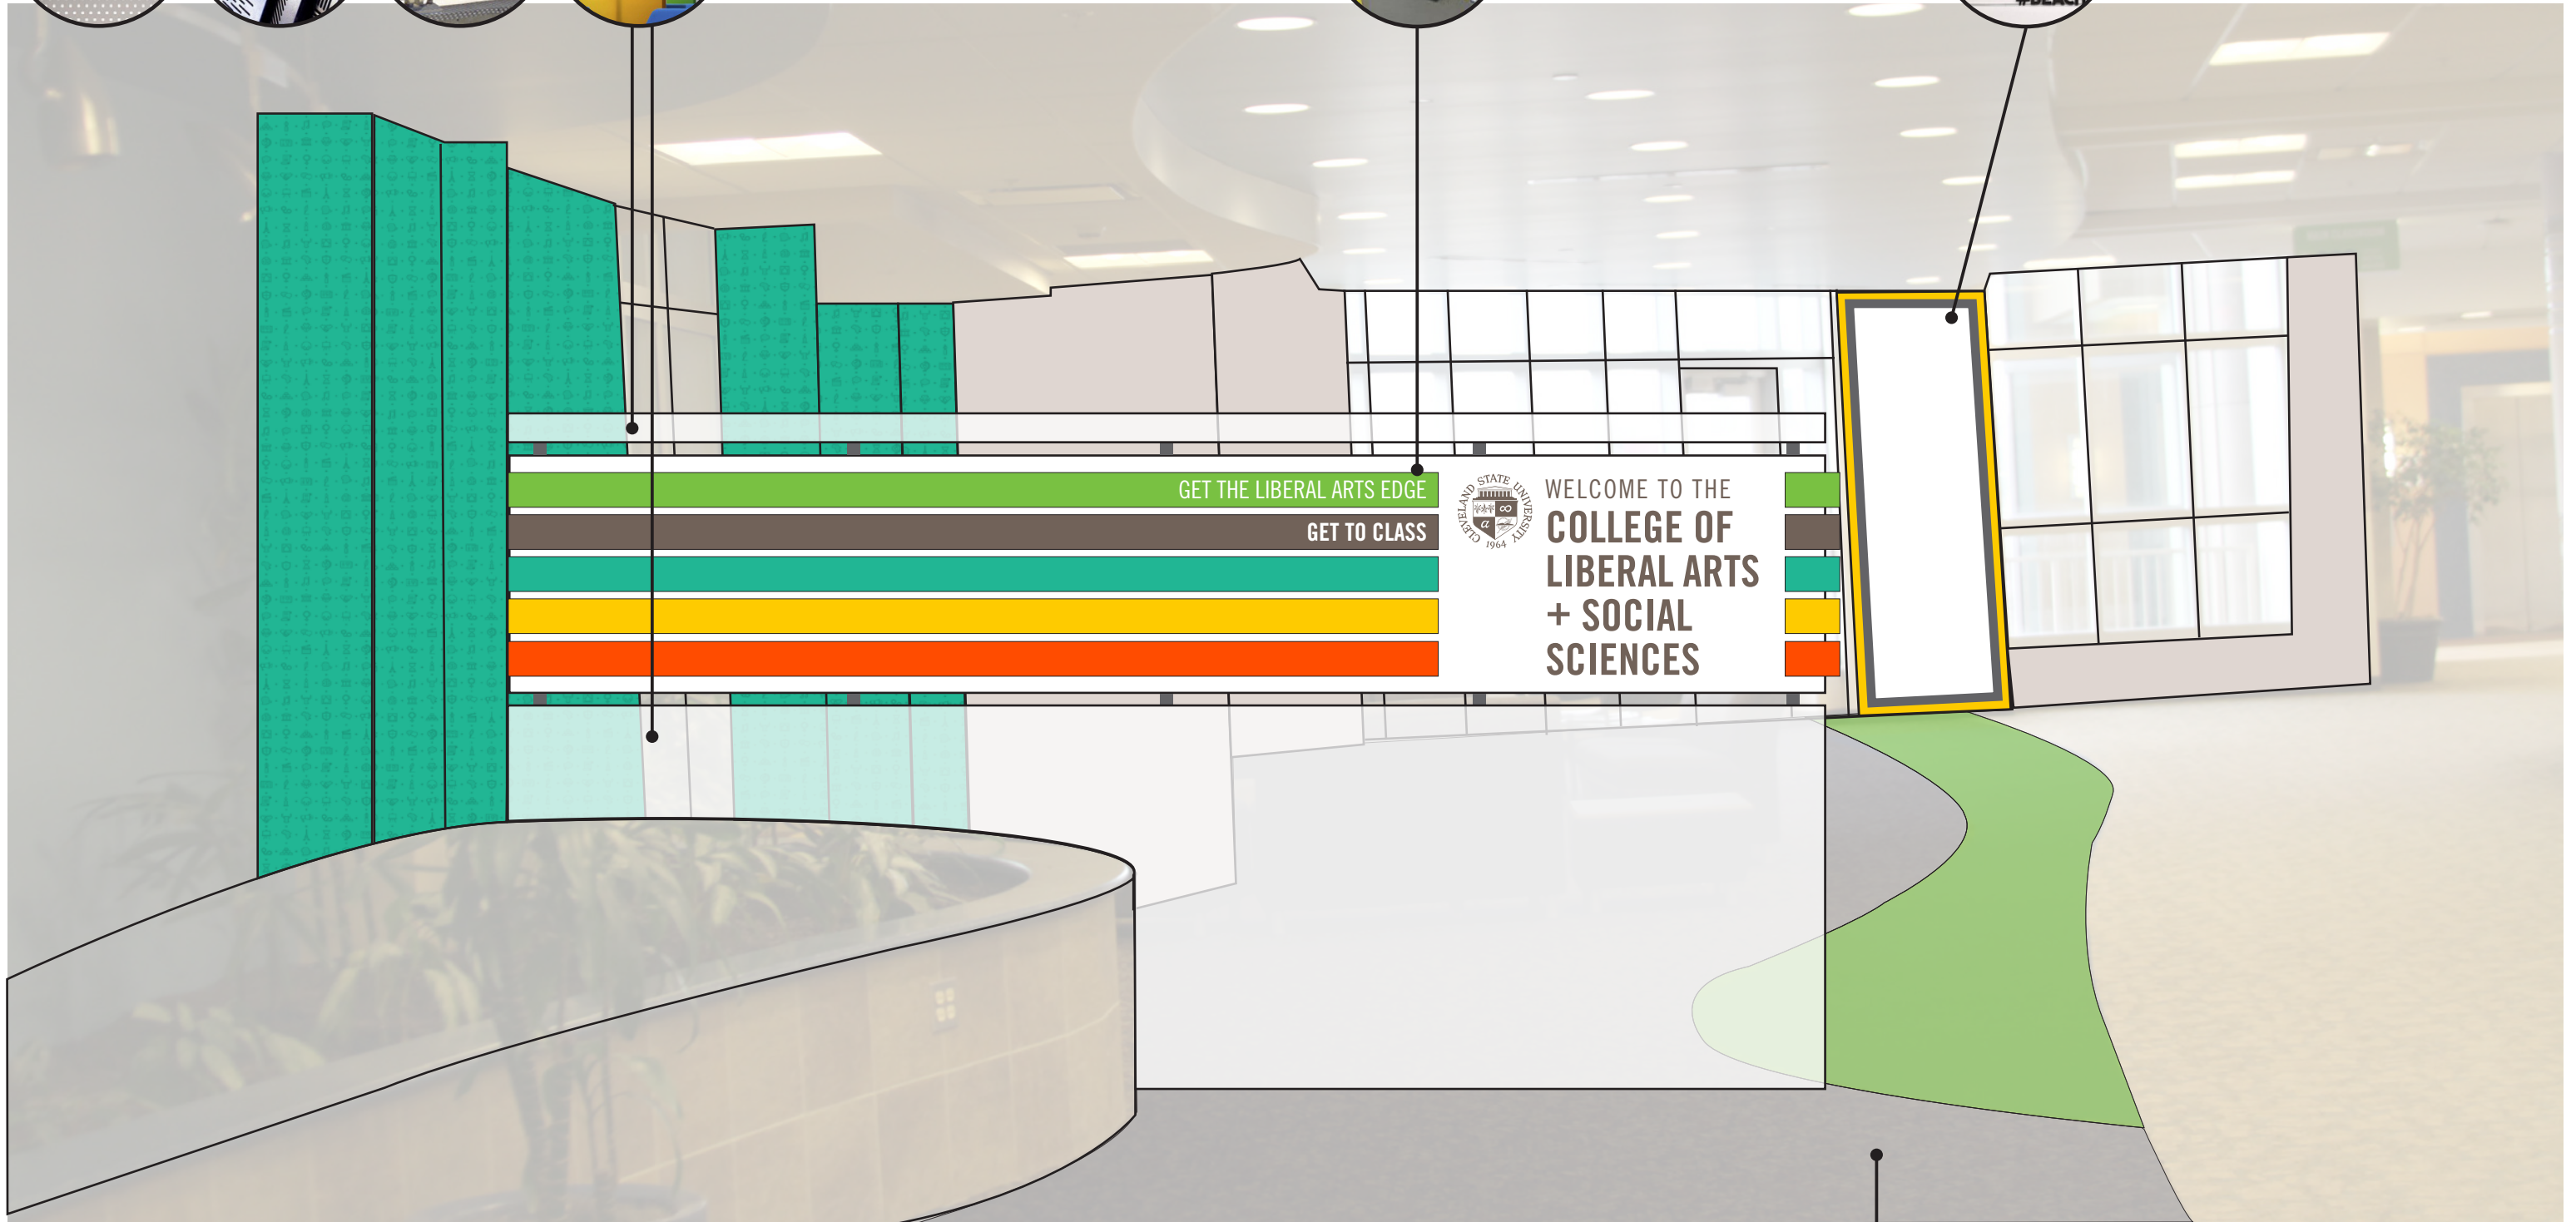 GET THE LIBERAL ARTS EDGE
GET TO CLASS
CLEVELAND STATE UNIVERSITY
1964
WELCOME TO THE
COLLEGE OF
LIBERAL ARTS
+ SOCIAL
SCIENCES